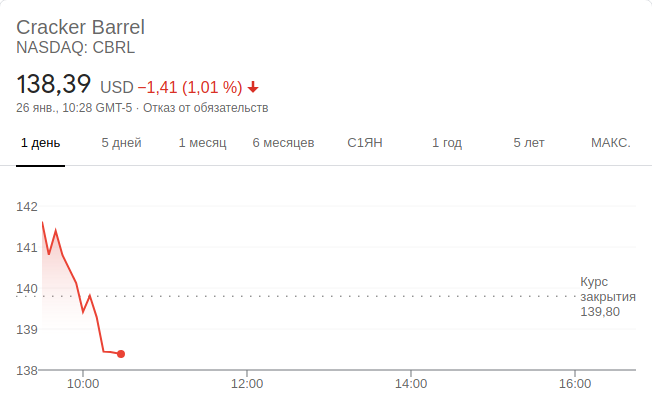 Cracker Barrel
NASDAQ: CBRL
138,39 USD −1,41 (1,01 %) ↓
26 янв., 10:28 GMT-5 · Отказ от обязательств
1 день 5 дней 1 месяц 6 месяцев С1ЯН 1 год 5 лет МАКС.
142
141
140
139
138
Курс
закрытия
139,80
10:00 12:00 14:00 16:00